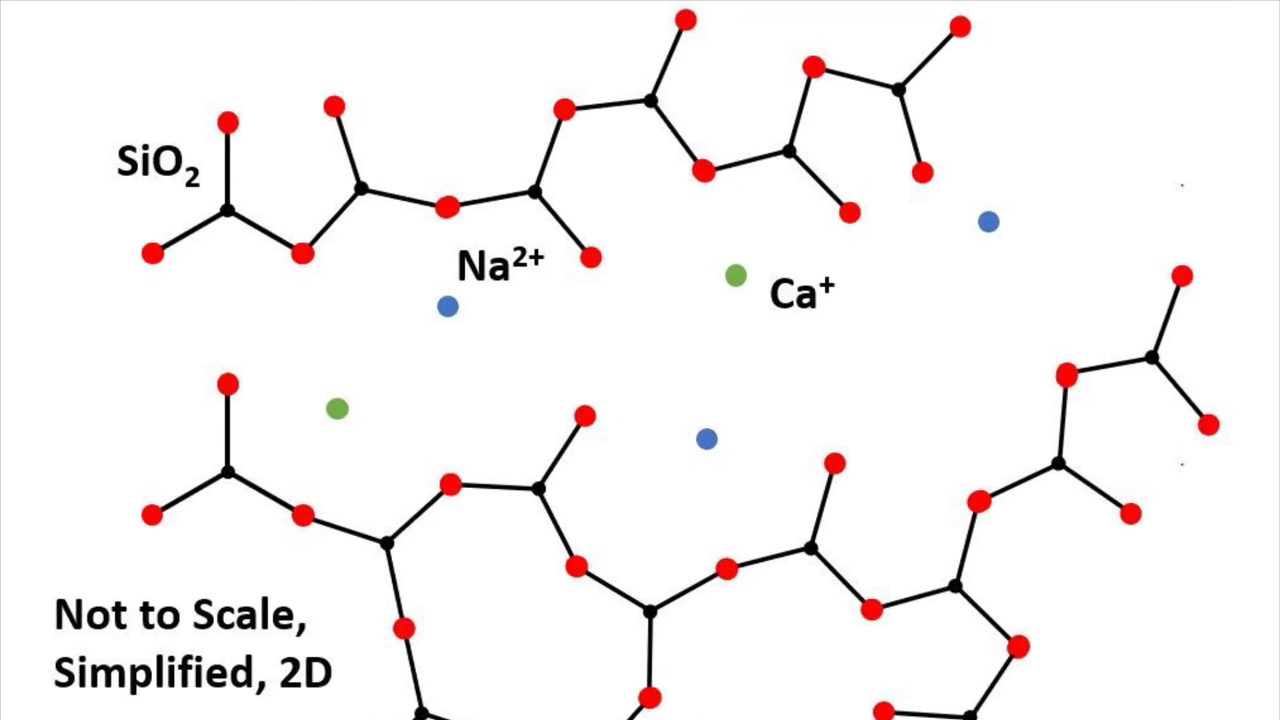 SiO₂
Na²⁺
Ca⁺
Not to Scale,
Simplified, 2D